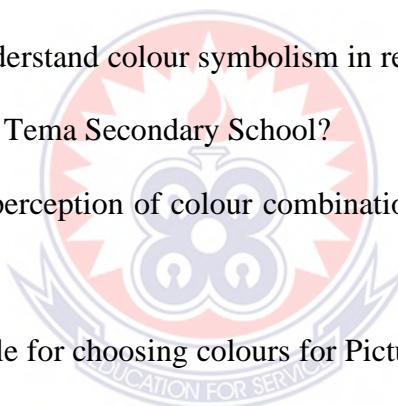 derstand colour symbolism in re
Tema Secondary School?
perception of colour combinatio
le for choosing colours for Pictu
EDUCATION FOR SERVICE